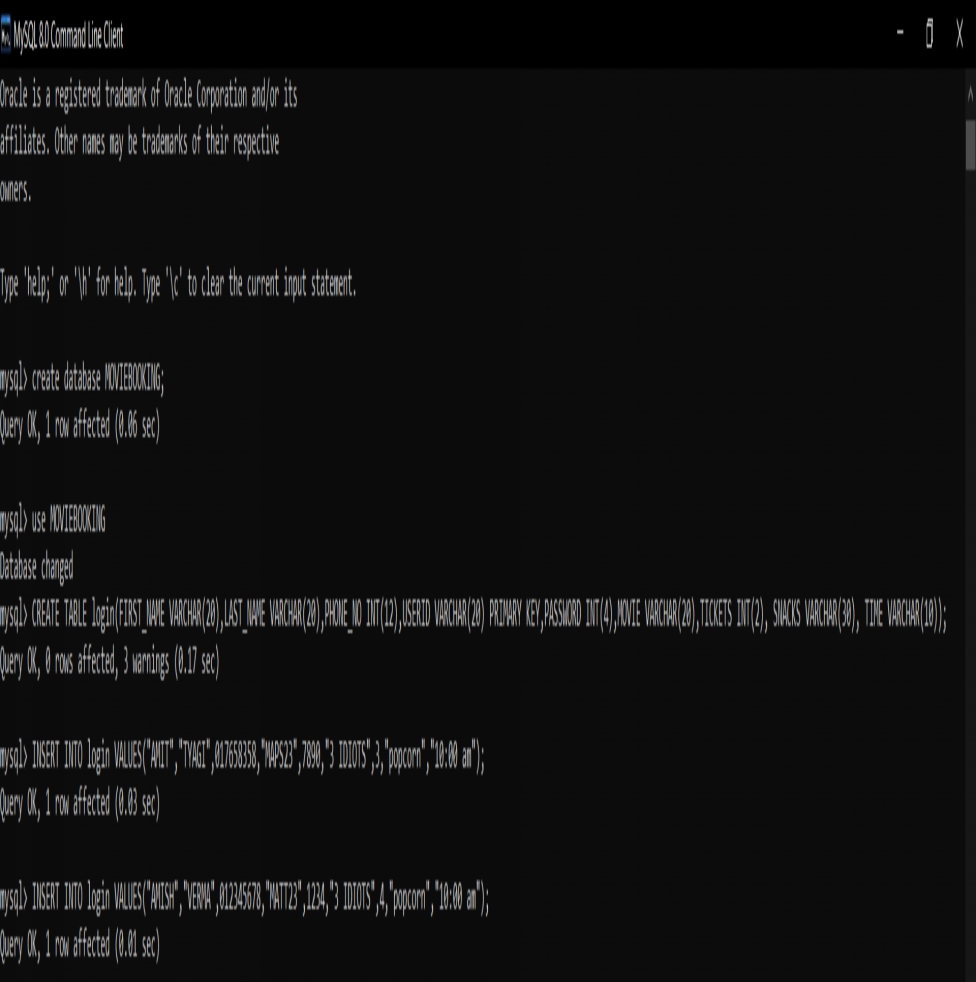 MySQL 8.0 Command Line Client
Oracle is a registered trademark of Oracle Corporation and/or its
affiliates. Other names may be trademarks of their respective
owners.
Type 'help;' or '\h' for help. Type '\c' to clear the current input statement.
mysql> create database MOVIEBOOKING;
Query OK, 1 row affected (0.06 sec)
mysql> use MOVIEBOOKING
Database changed
mysql> CREATE TABLE login(FIRST_NAME VARCHAR(20),LAST_NAME VARCHAR(20),PHONE_NO INT(12),USERID VARCHAR(20) PRIMARY KEY,PASSWORD INT(4),MOVIE VARCHAR(20),TICKETS INT(2), SNACKS VARCHAR(30), TIME VARCHAR(10));
Query OK, 0 rows affected, 3 warnings (0.17 sec)
mysql> INSERT INTO login VALUES("AMIT","TYAGI",017658358,"MAPS23",7890,"3 IDIOTS",3,"popcorn","10:00 am");
Query OK, 1 row affected (0.03 sec)
mysql> INSERT INTO login VALUES("AMISH","VERMA",012345678,"MATT23",1234,"3 IDIOTS",4,"popcorn","10:00 am");
Query OK, 1 row affected (0.01 sec)